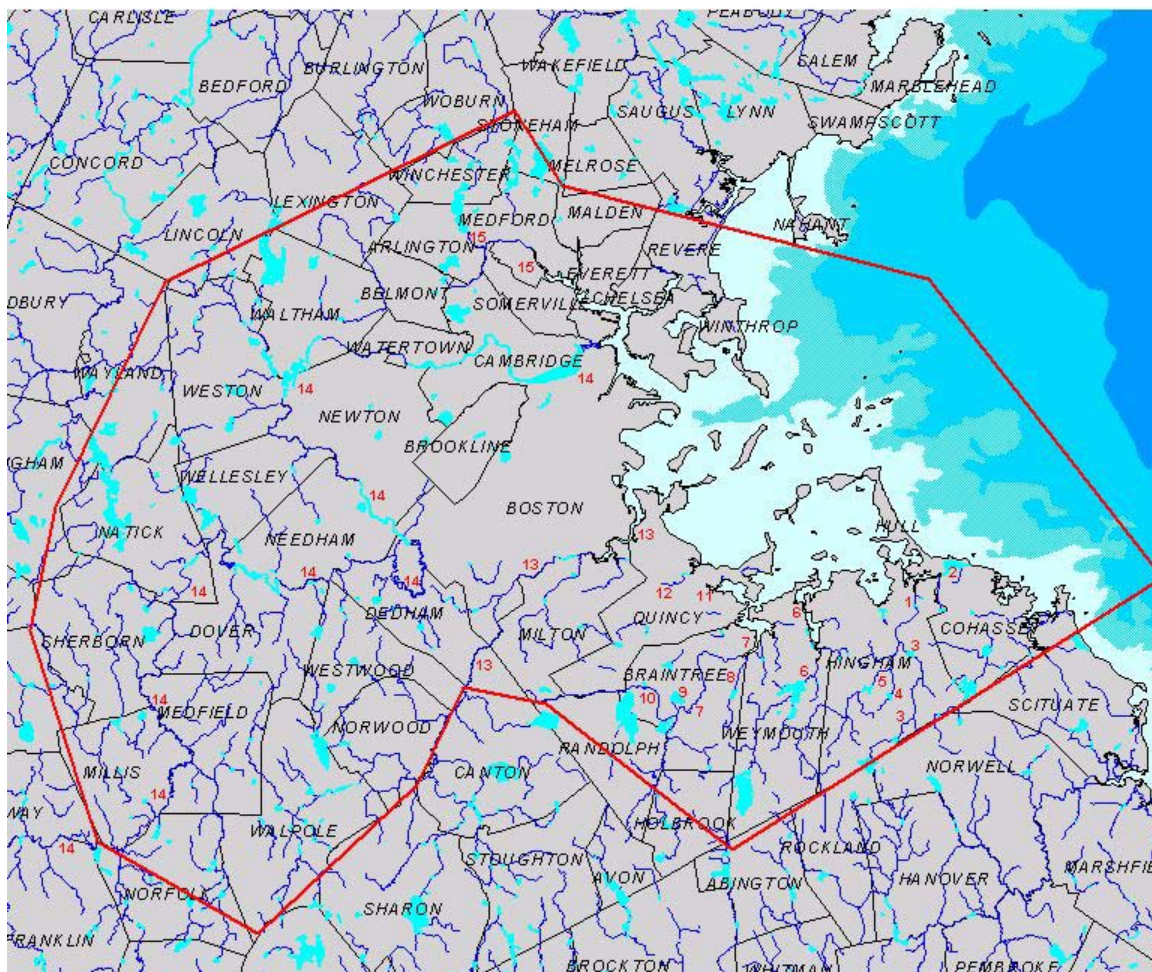 CARLISLE
PEABODY
SALEM
BURLINGTON
WAKEFIELD
BEDFORD
MARBLEHEAD
WOBURN
SAUGUS
LYNN
STONEHAM
SWAMPSCOTT
CONCORD
MELROSE
WINCHESTER
LEXINGTON
MEDFORD
MALDEN
NAHANT
LINCOLN
ARLINGTON
15
REVERE
15
EVERETT
DBURY
BELMONT
SOMERVILLE
CHELSEA
WALTHAM
WINTHROP
WATERTOWN
CAMBRIDGE
WAYLAND
14
WESTON
14
NEWTON
BROOKLINE
NGHAM
WELLESLEY
14
BOSTON
HULL
NATICK
NEEDHAM
13
13
14
14
2
14
12
11
1
DEDHAM
QUINCY
6
SHERBORN
DOVER
MILTON
7
COHASSE
3
13
HINGHAM
WESTWOOD
BRAINTREE
8
6
5
14
10
9
4
MEDFIELD
7
3
SCITUATE
NORWOOD
WEYMOUTH
RANDOLPH
MILLIS
CANTON
NORWELL
14
WAY
WALPOLE
HOLBROOK
14
ROCKLAND
STOUGHTON
MARSHFIE
AVON
ABINGTON
HANOVER
NORFOLK
SHARON
FRANKLIN
BROCKTON
WHITMAN
PEMBROKE